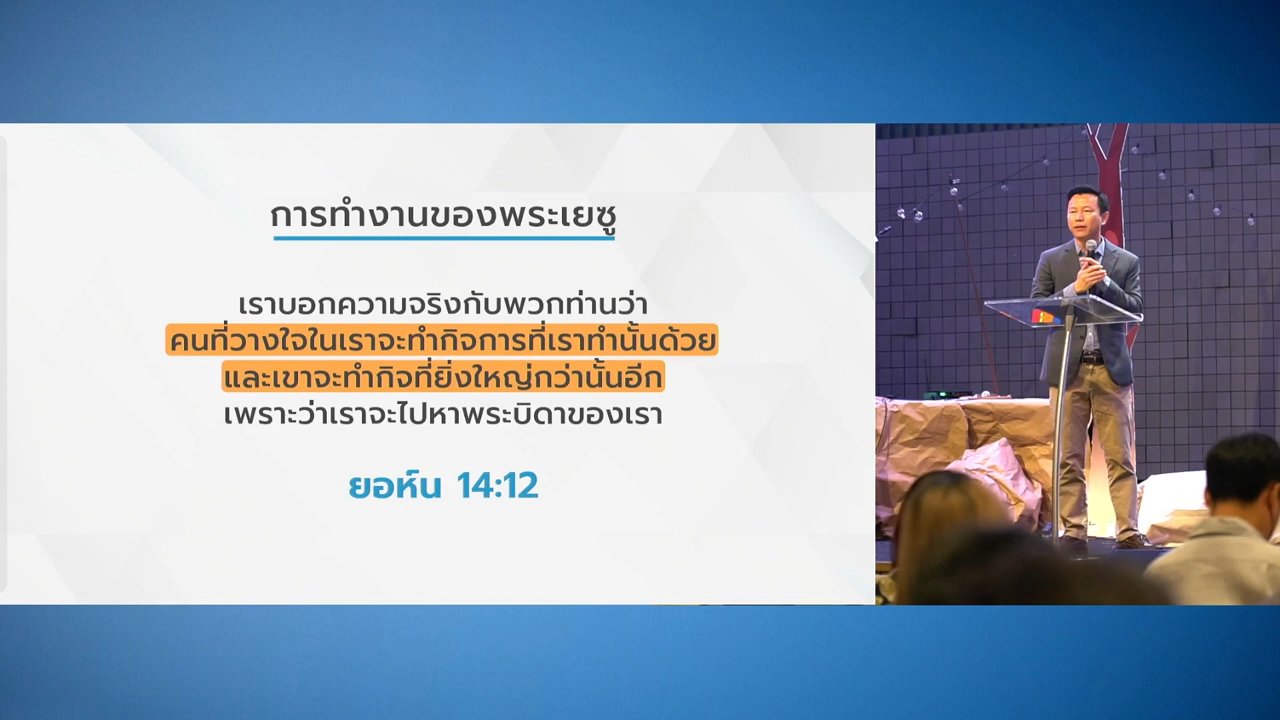 การทำงานของพระเยซู
เราบอกความจริงกับพวกท่านว่า
คนที่วางใจในเราจะทำกิจการที่เราทำนั้นด้วย
และเขาจะทำกิจที่ยิ่งใหญ่กว่านั้นอีก
เพราะว่าเราจะไปหาพระบิดาของเรา
ยอห์น 14:12